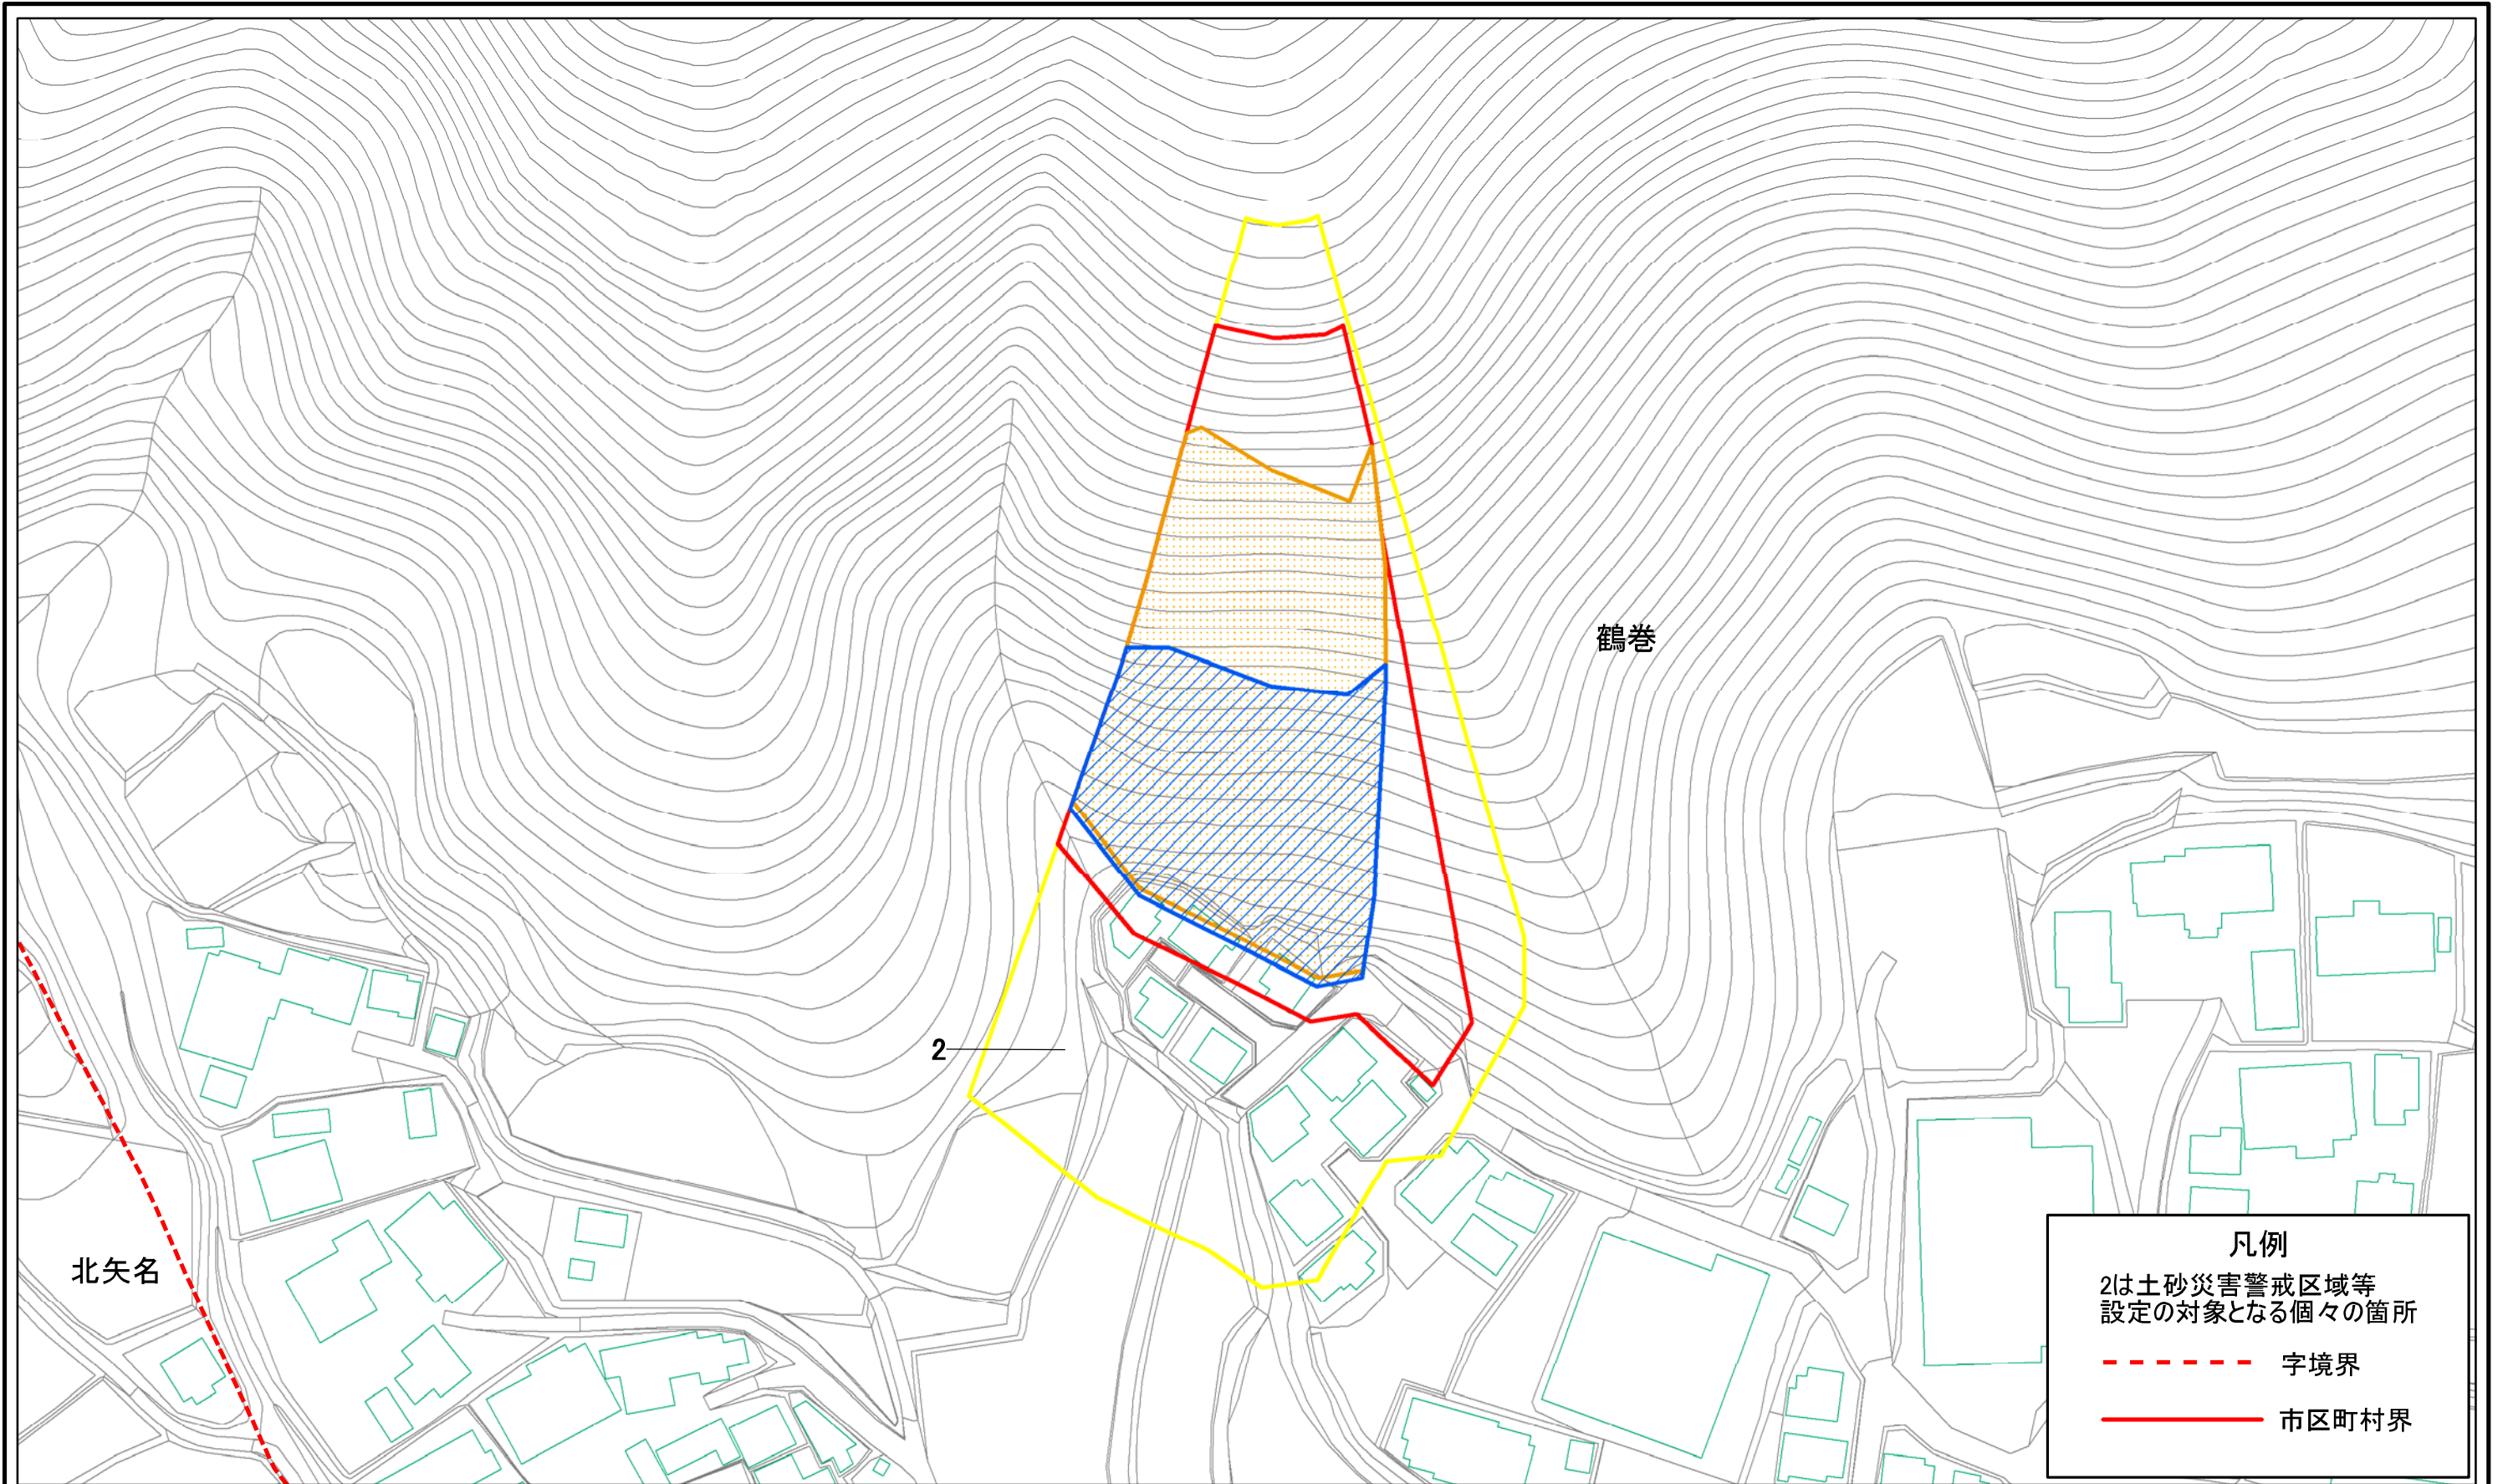 鶴巻
2
北矢名
凡例
2は土砂災害警戒区域等
設定の対象となる個々の箇所
字境界
市区町村界